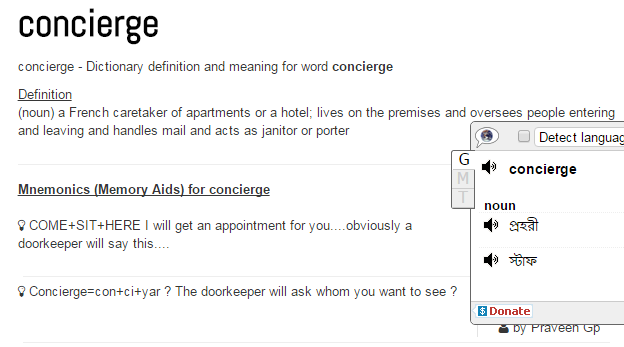 concierge
concierge - Dictionary definition and meaning for word concierge
Definition
(noun) a French caretaker of apartments or a hotel; lives on the premises and oversees people entering
and leaving and handles mail and acts as janitor or porter
Mnemonics (Memory Aids) for concierge
COME+SIT+HERE I will get an appointment for you....obviously a
doorkeeper will say this....
Concierge=con+ci+yar ? The doorkeeper will ask whom you want to see ?
by Praveen Gp
Detect languag
G
M
T
concierge
noun
প্রহরী
স্টাফ
$ Donate